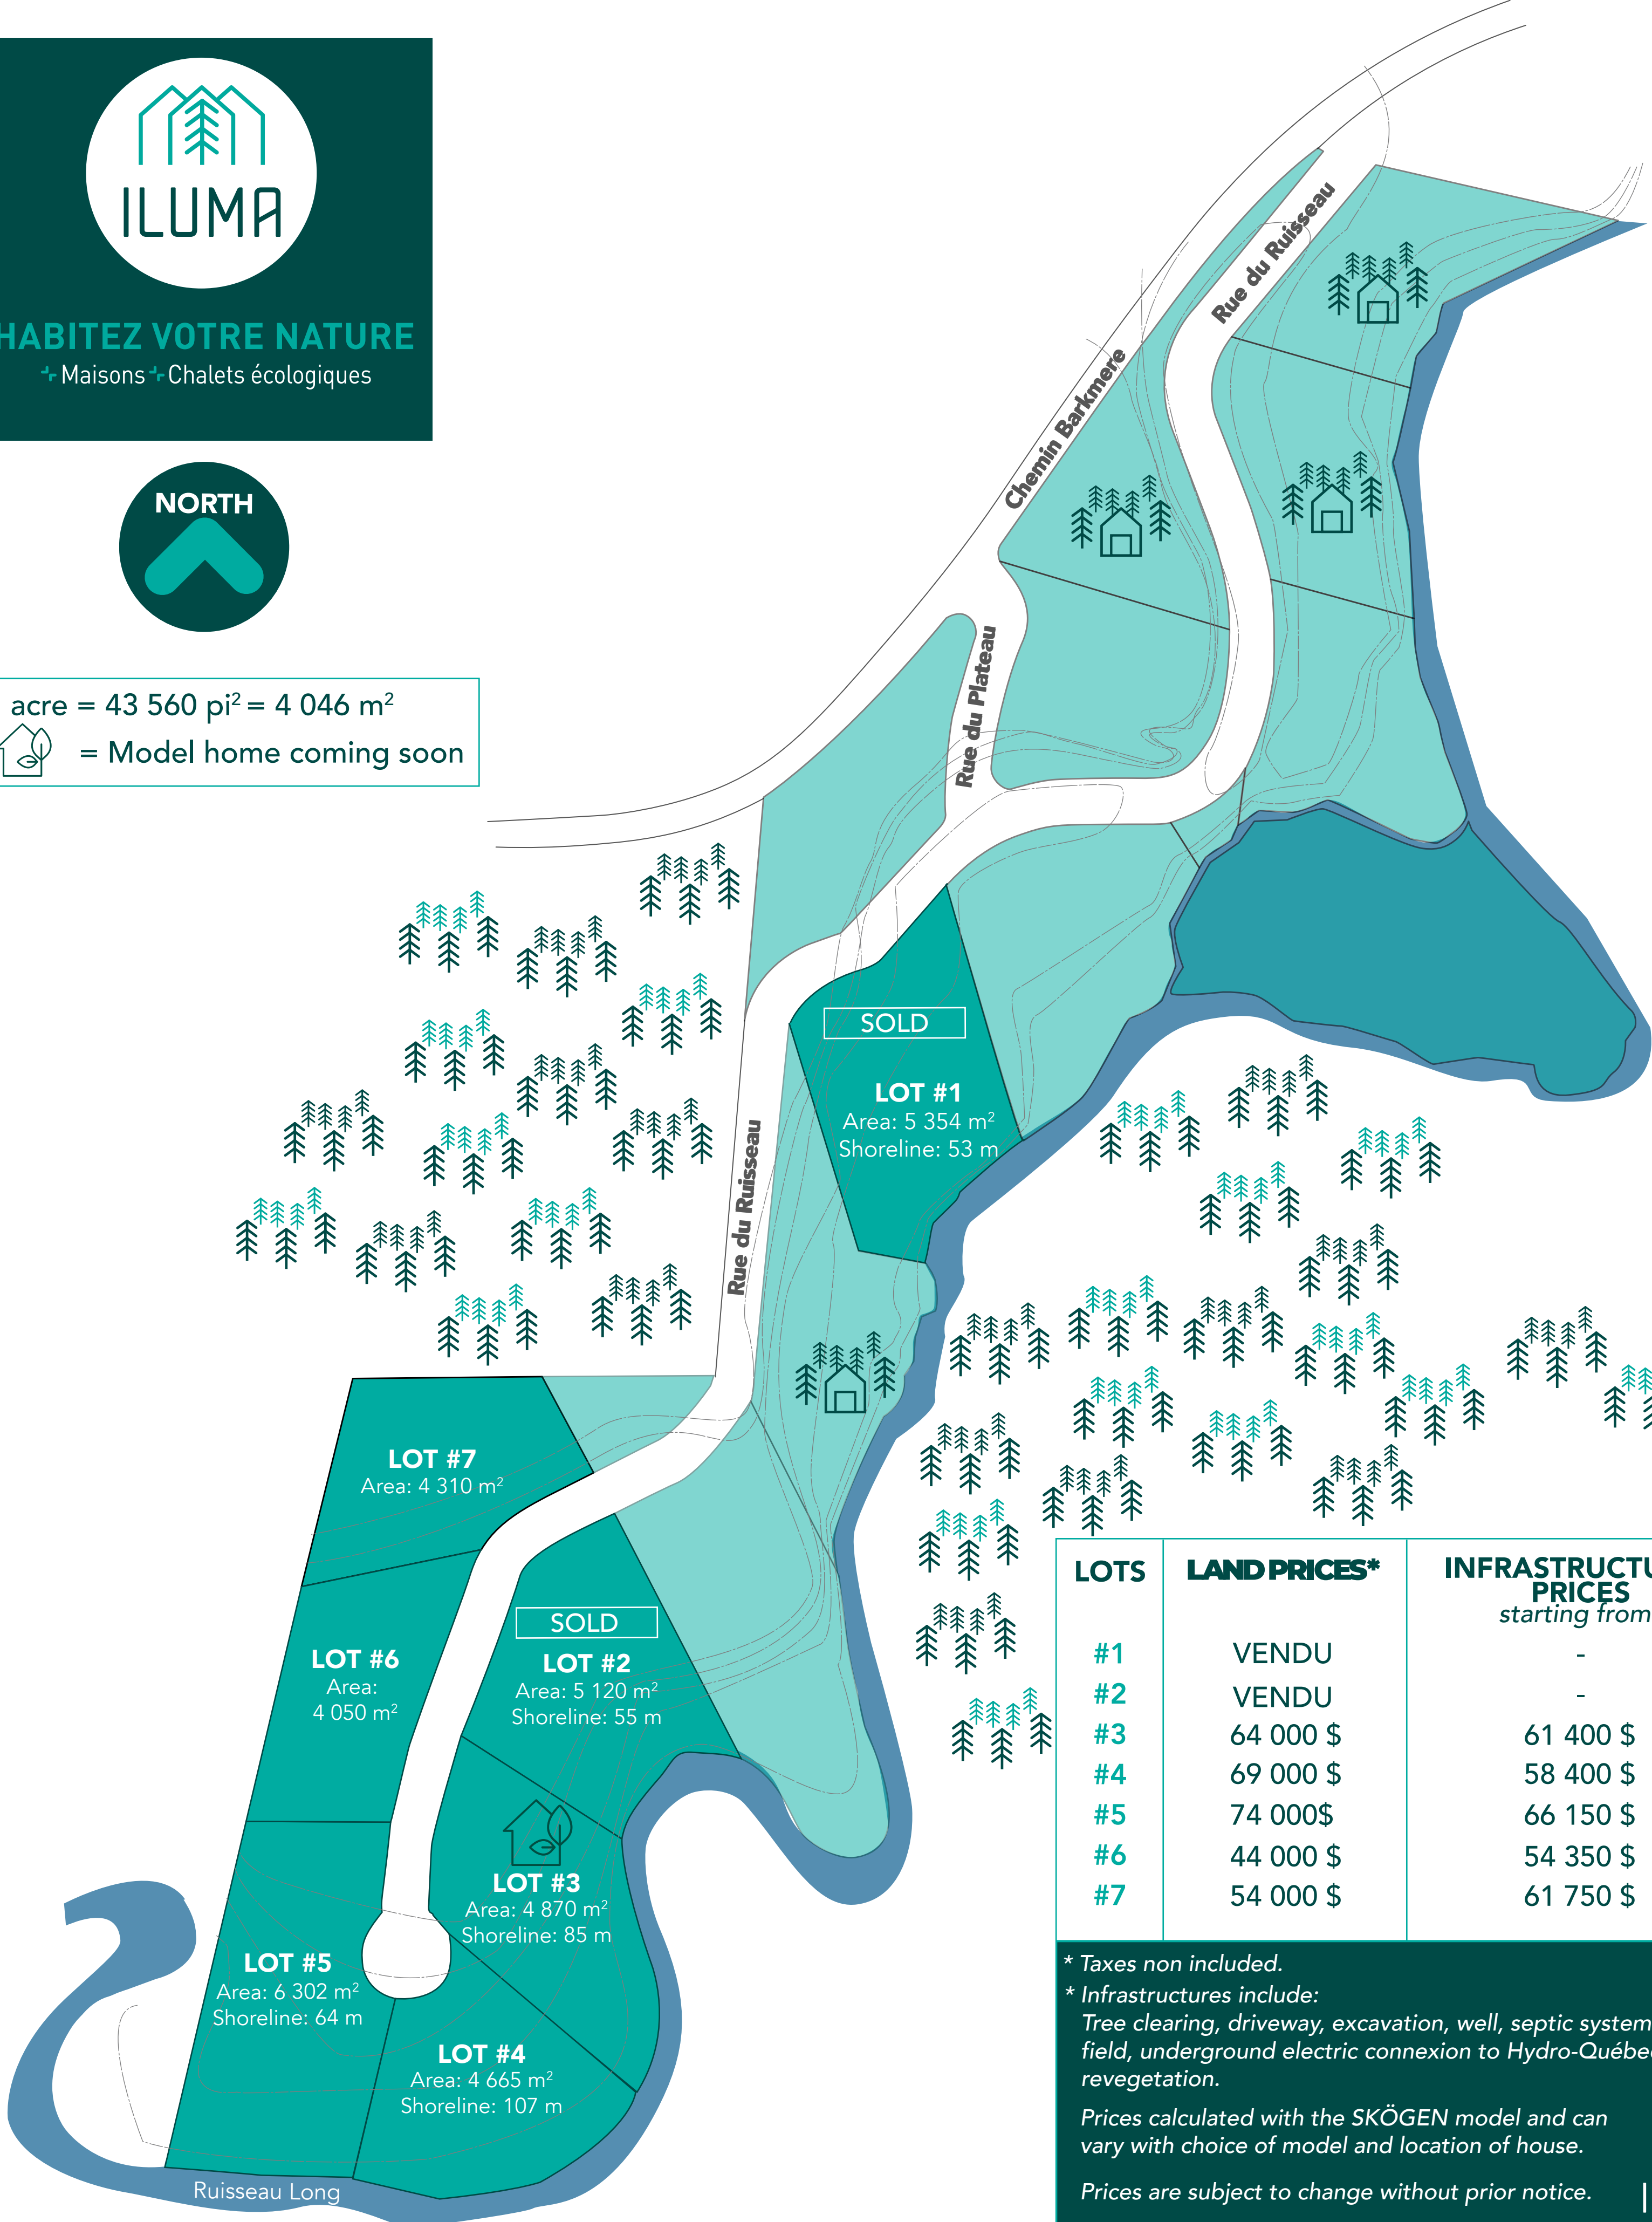 ILUMA
HABITEZ VOTRE NATURE
Maisons Chalets écologiques
NORTH
acre = 43 560 pi² = 4 046 m²
= Model home coming soon
Rue du Ruisseau
Chemin Barkmere
Rue du Plateau
SOLD
LOT #1
Area: 5 354 m²
Shoreline: 53 m
Rue du Ruisseau
LOT #7
Area: 4 310 m²
LOT #6
Area:
4 050 m²
SOLD
LOT #2
Area: 5 120 m²
Shoreline: 55 m
LOT #3
Area: 4 870 m²
Shoreline: 85 m
LOT #5
Area: 6 302 m²
Shoreline: 64 m
LOT #4
Area: 4 665 m²
Shoreline: 107 m
Ruisseau Long
LOTS LAND PRICES* INFRASTRUCTU
PRICES
starting from
#1 VENDU -
#2 VENDU -
#3 64 000 $ 61 400 $
#4 69 000 $ 58 400 $
#5 74 000$ 66 150 $
#6 44 000 $ 54 350 $
#7 54 000 $ 61 750 $
* Taxes non included.
* Infrastructures include:
Tree clearing, driveway, excavation, well, septic system
field, underground electric connexion to Hydro-Québec
revegetation.
Prices calculated with the SKÖGEN model and can
vary with choice of model and location of house.
Prices are subject to change without prior notice.